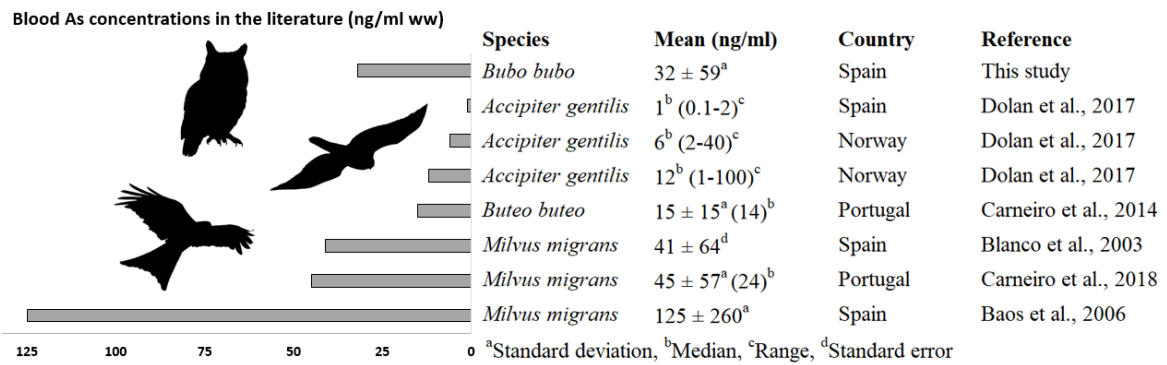 Blood As concentrations in the literature (ng/ml ww)
Species Mean (ng/ml) Country Reference
Bubo bubo 32 ± 59a Spain This study
Accipiter gentilis 1b (0.1-2)c Spain Dolan et al., 2017
Accipiter gentilis 6b (2-40)c Norway Dolan et al., 2017
Accipiter gentilis 12b (1-100)c Norway Dolan et al., 2017
Buteo buteo 15 ± 15a (14)b Portugal Carneiro et al., 2014
Milvus migrans 41 ± 64d Spain Blanco et al., 2003
Milvus migrans 45 ± 57a (24)b Portugal Carneiro et al., 2018
Milvus migrans 125 ± 260a Spain Baos et al., 2006
125 100 75 50 25 0 aStandard deviation, bMedian, cRange, dStandard error